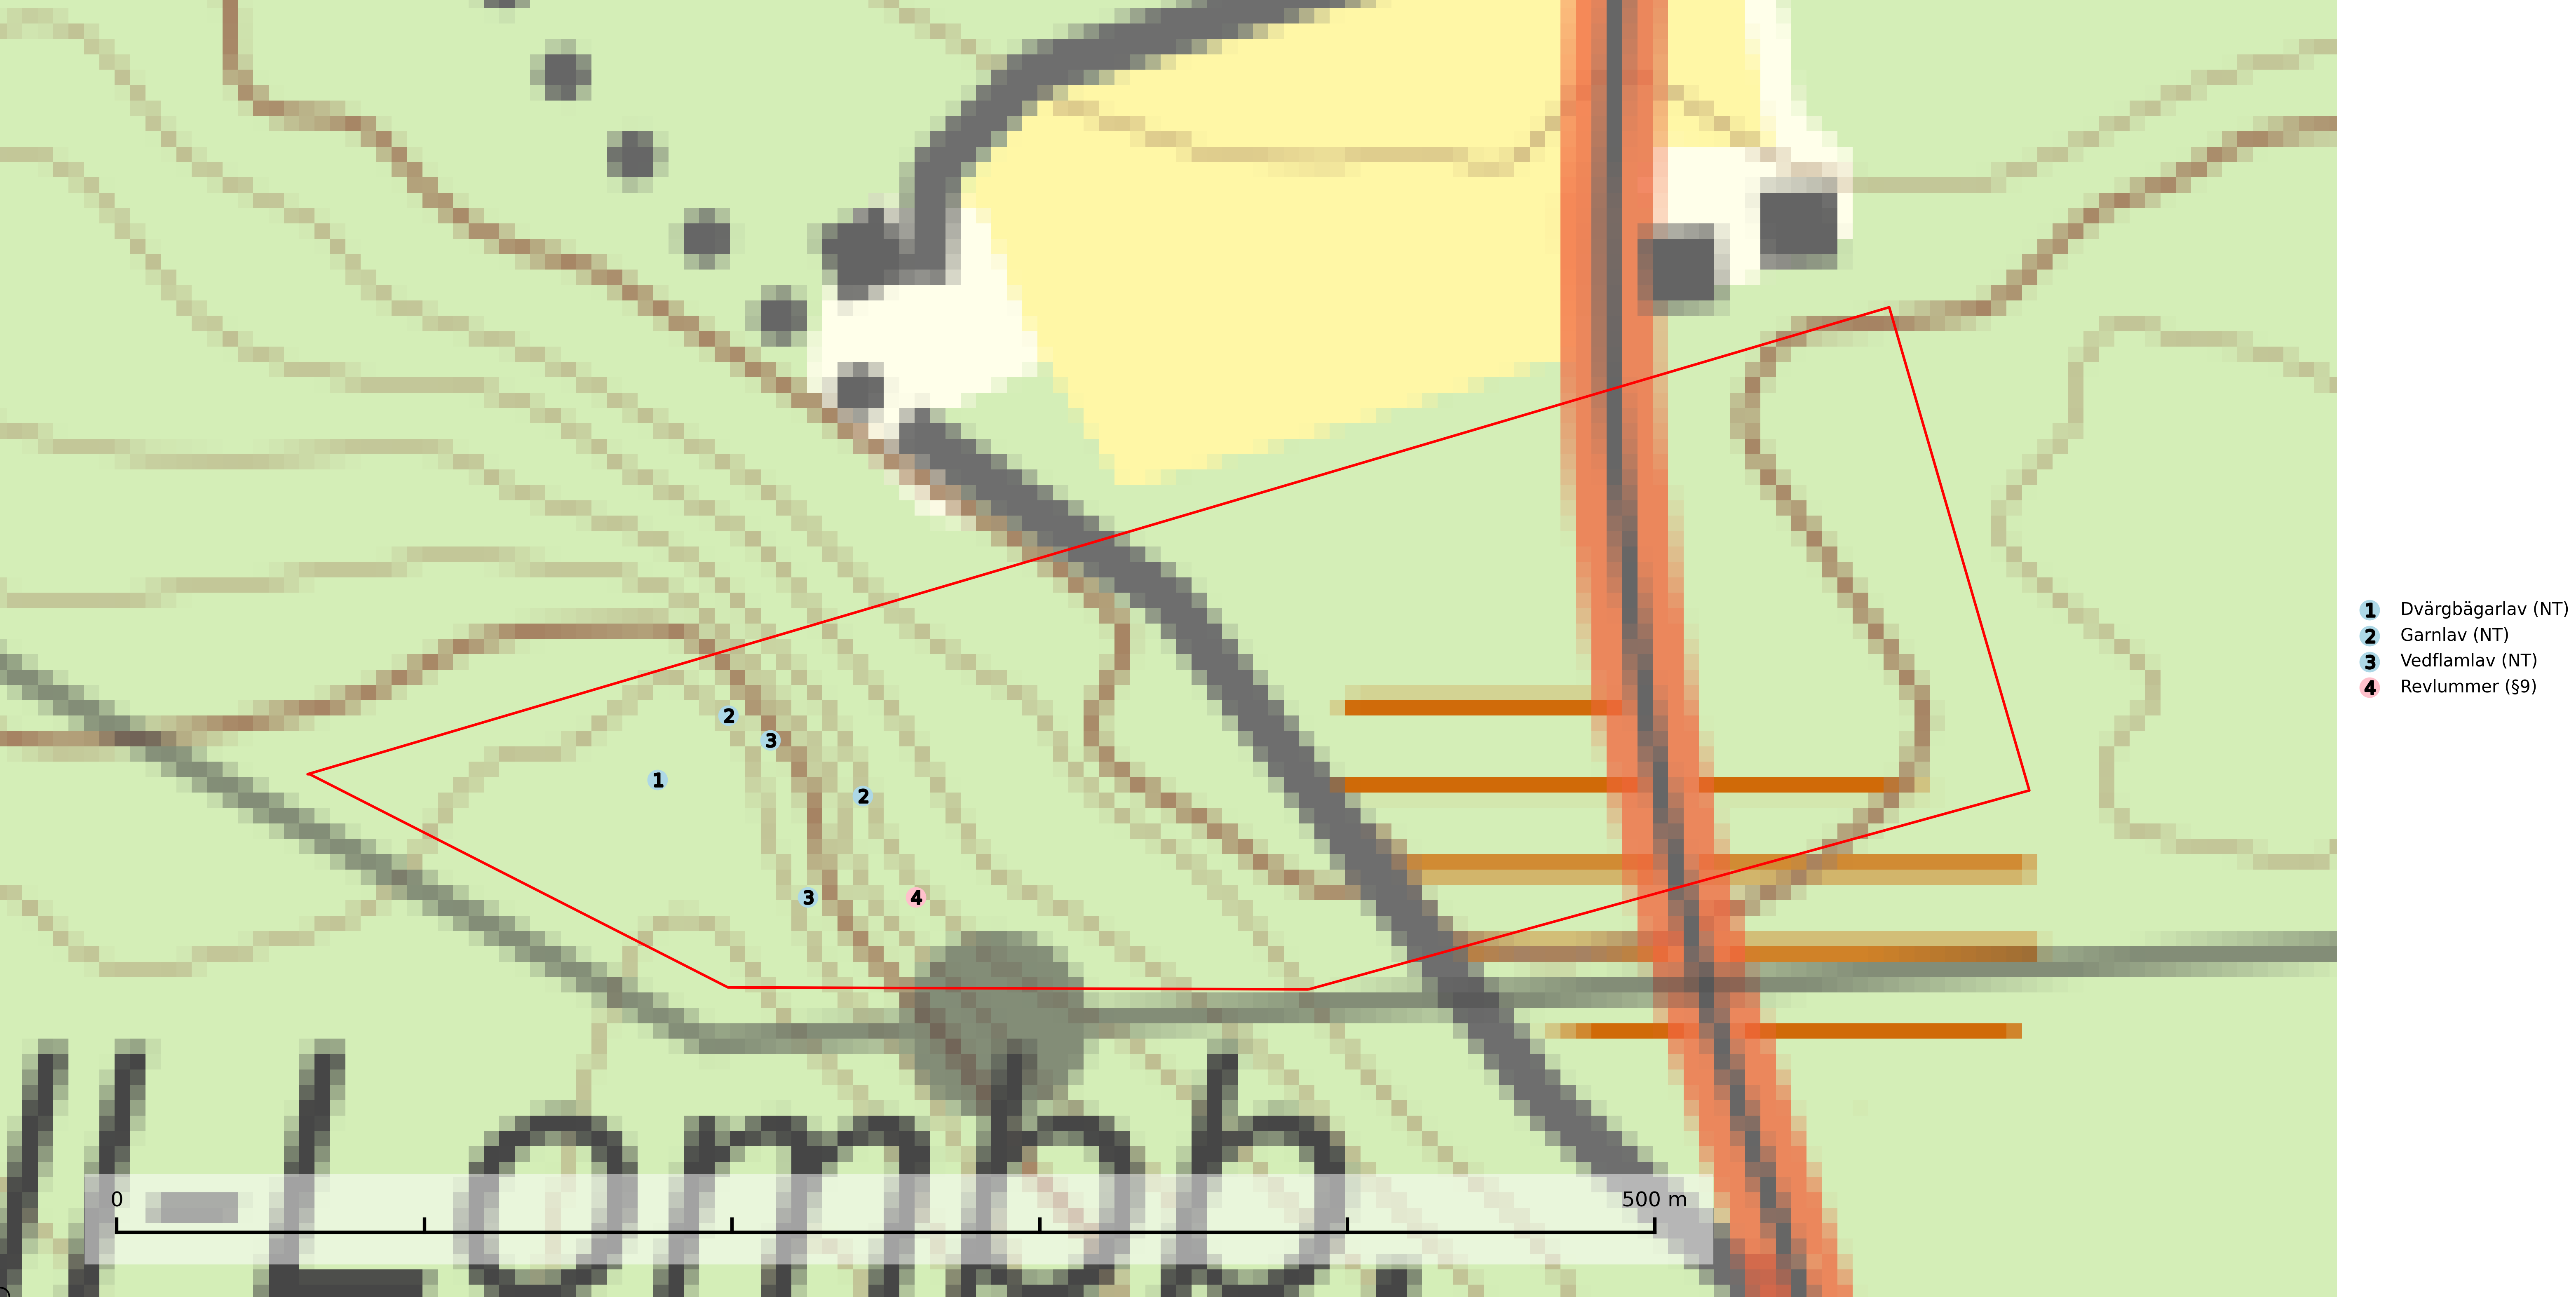 2
3
1
2
3
4
Lombb.
0
500 m
1 Dvärgbägarlav (NT)
2 Garnlav (NT)
3 Vedflamlav (NT)
4 Revlummer (§9)